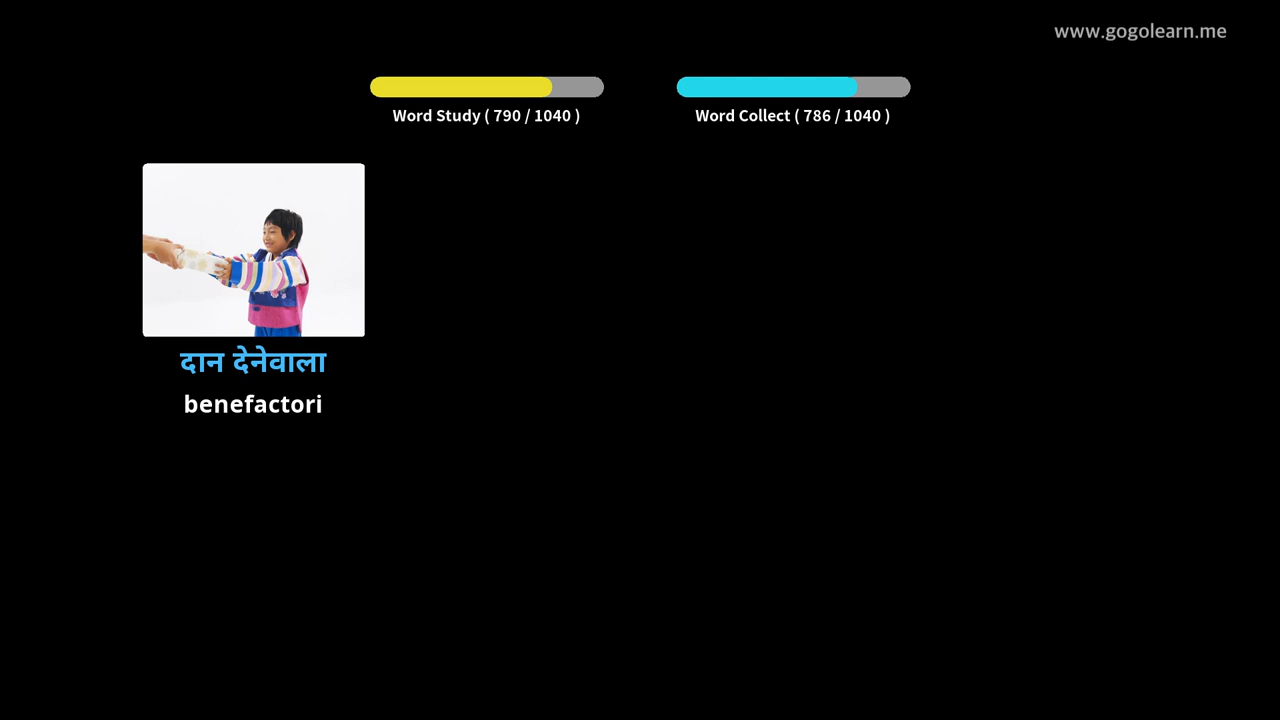 www.gogolearn.me
Word Study ( 790 / 1040 )
Word Collect ( 786 / 1040 )
दान देनेवाला
benefactori